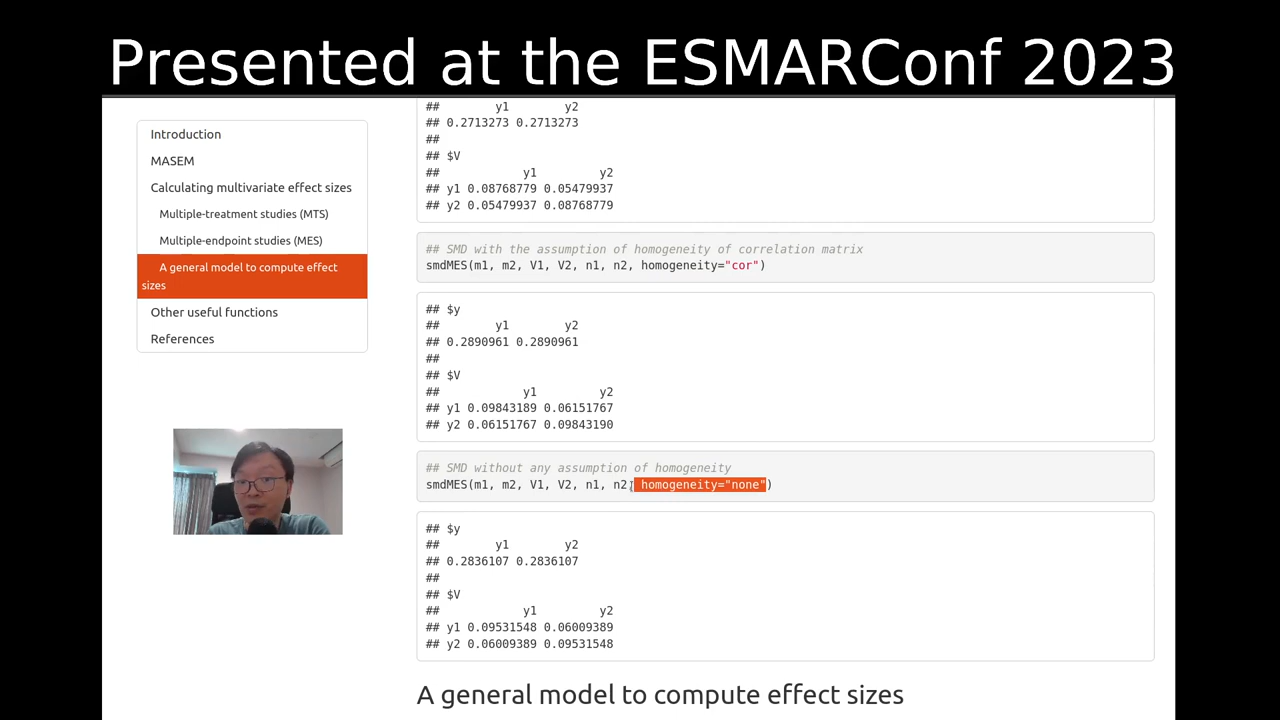 Presented at the ESMARConf 2023
Introduction
MASEM
Calculating multivariate effect sizes
Multiple-treatment studies (MTS)
Multiple-endpoint studies (MES)
A general model to compute effect
sizes
Other useful functions
References
## y1 y2
## 0.2713273 0.2713273
##
## $V
## y1 y2
## y1 0.08768779 0.05479937
## y2 0.05479937 0.08768779
## SMD with the assumption of homogeneity of correlation matrix
smdMES(m1, m2, V1, V2, n1, n2, homogeneity="cor")
## $y
## y1 y2
## 0.2890961 0.2890961
##
## $V
## y1 y2
## y1 0.09843189 0.06151767
## y2 0.06151767 0.09843190
## SMD without any assumption of homogeneity
smdMES(m1, m2, V1, V2, n1, n2, homogeneity="none")
## $y
## y1 y2
## 0.2836107 0.2836107
##
## $V
## y1 y2
## y1 0.09531548 0.06009389
## y2 0.06009389 0.09531548
A general model to compute effect sizes